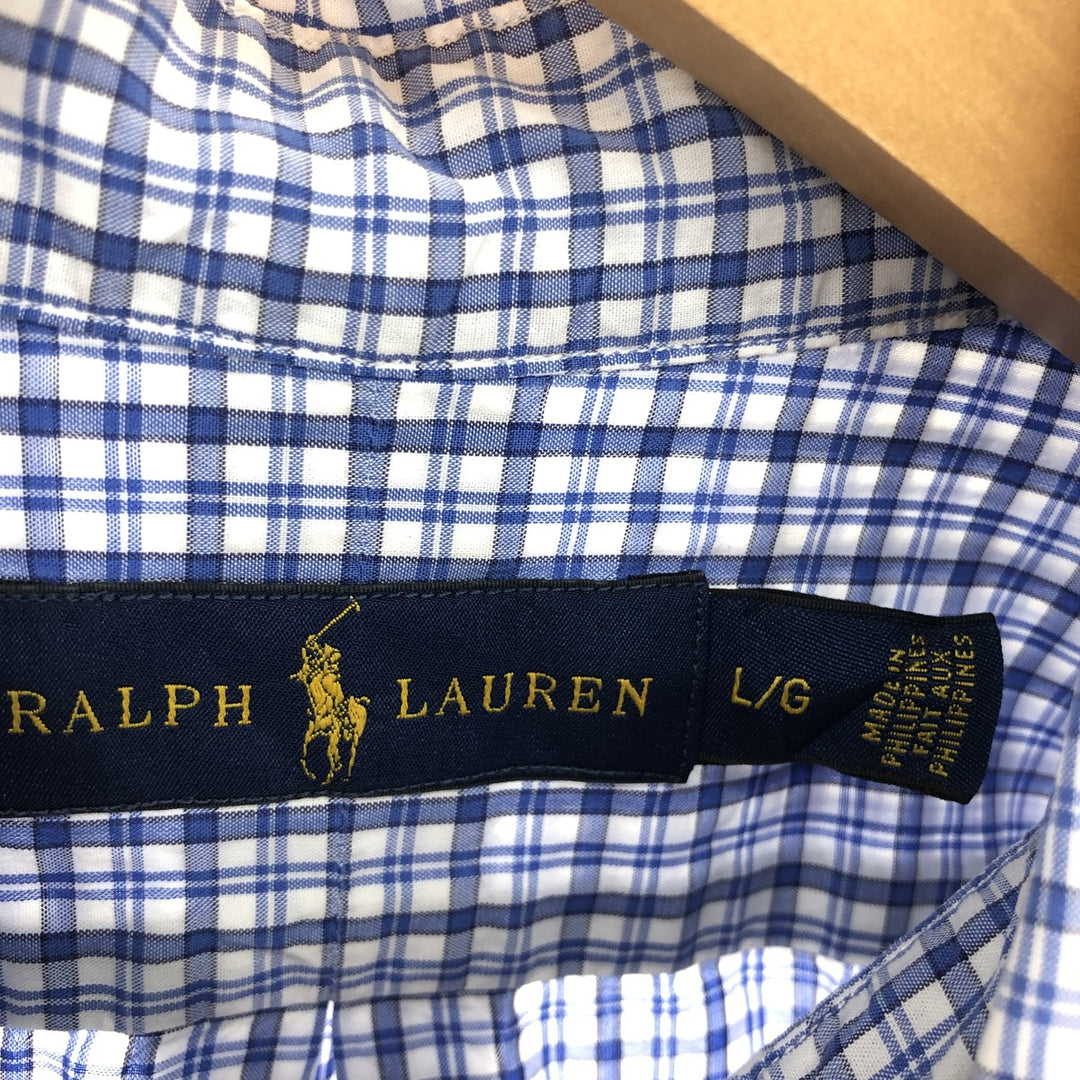 RALPH LAUREN
L/G
MADE IN
PHILIPPINES
FAIT AUX
PHILIPPINES